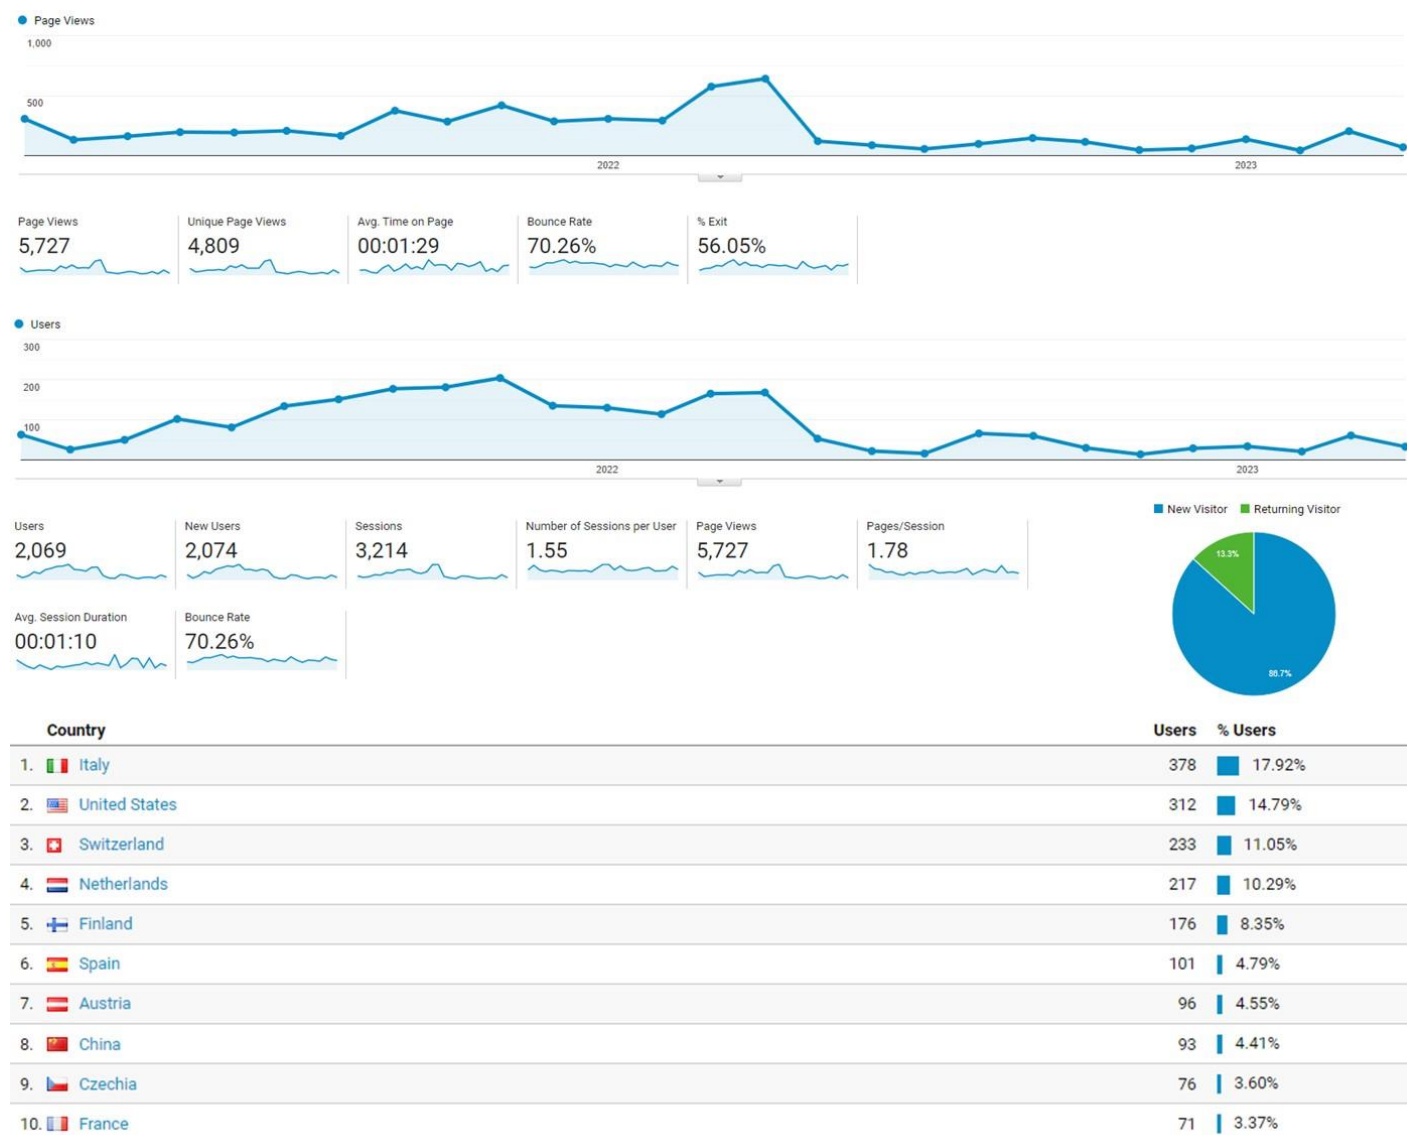 Page Views
1,000
500
2022
2023
Page Views
Unique Page Views
Avg. Time on Page
Bounce Rate
% Exit
5,727
4,809
00:01:29
70.26%
56.05%
Users
300
200
100
2022
2023
New Visitor
Returning Visitor
Users
New Users
Sessions
Number of Sessions per User
Page Views
Pages/Session
2,069
2,074
3,214
1.55
5,727
1.78
13.3%
86.7%
Avg. Session Duration
Bounce Rate
00:01:10
70.26%
Country Users % Users
1. Italy 378 17.92%
2. United States 312 14.79%
3. Switzerland 233 11.05%
4. Netherlands 217 10.29%
5. Finland 176 8.35%
6. Spain 101 4.79%
7. Austria 96 4.55%
8. China 93 4.41%
9. Czechia 76 3.60%
10. France 71 3.37%